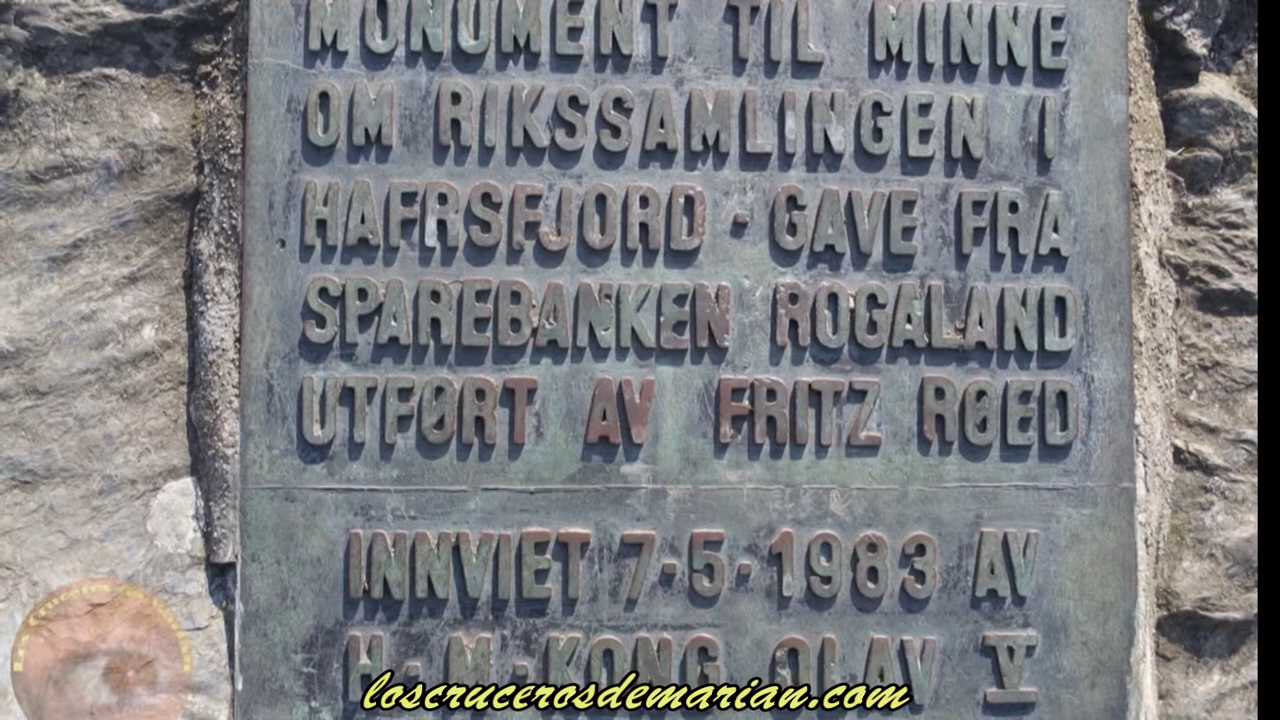 MONUMENT TIL MINNE
OM RIKSSAMLINGEN I
HAFRSFJORD · GAVE FRA
SPAREBANKEN ROGALAND
UTFØRT AV FRITZ RØED
INNVIET 7·5·1983 AV
H·M·KONG OLAV V
loscrucerosdemarian.com